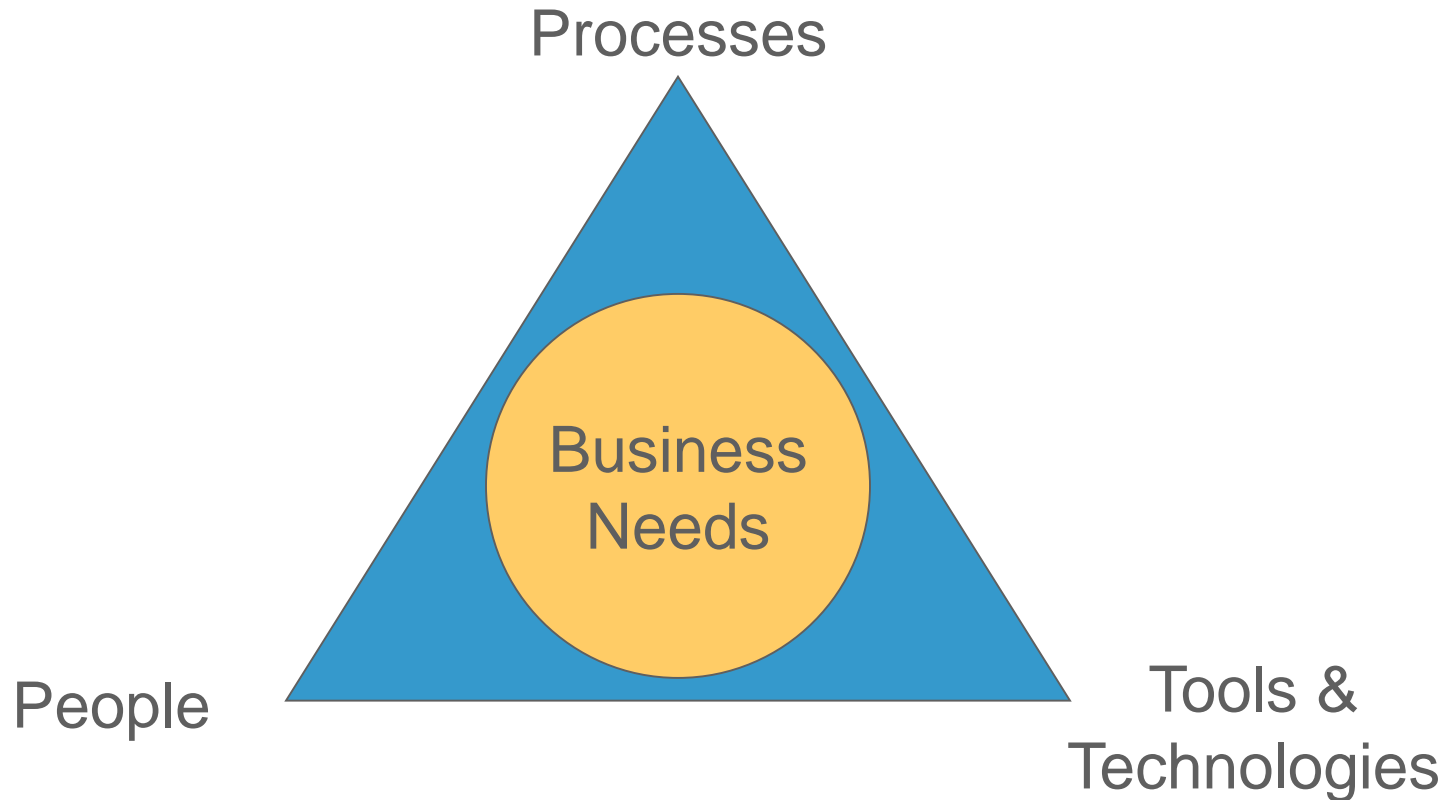 Processes
Business
Needs
People
Tools &
Technologies